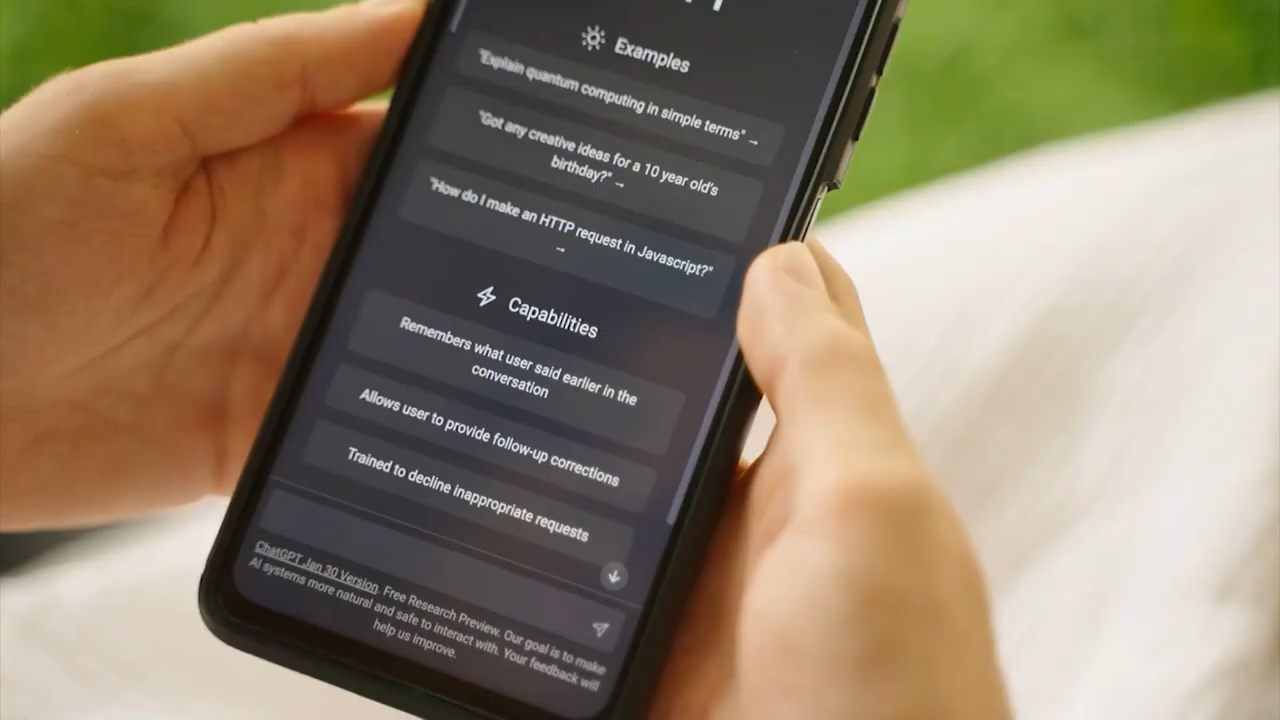 Examples
"Explain quantum computing in simple terms" →
"Got any creative ideas for a 10 year old's
birthday?" →
"How do I make an HTTP request in Javascript?"
→
Capabilities
Remembers what user said earlier in the
conversation
Allows user to provide follow-up corrections
Trained to decline inappropriate requests
ChatGPT Jan 30 Version. Free Research Preview. Our goal is to make
AI systems more natural and safe to interact with. Your feedback will
help us improve.